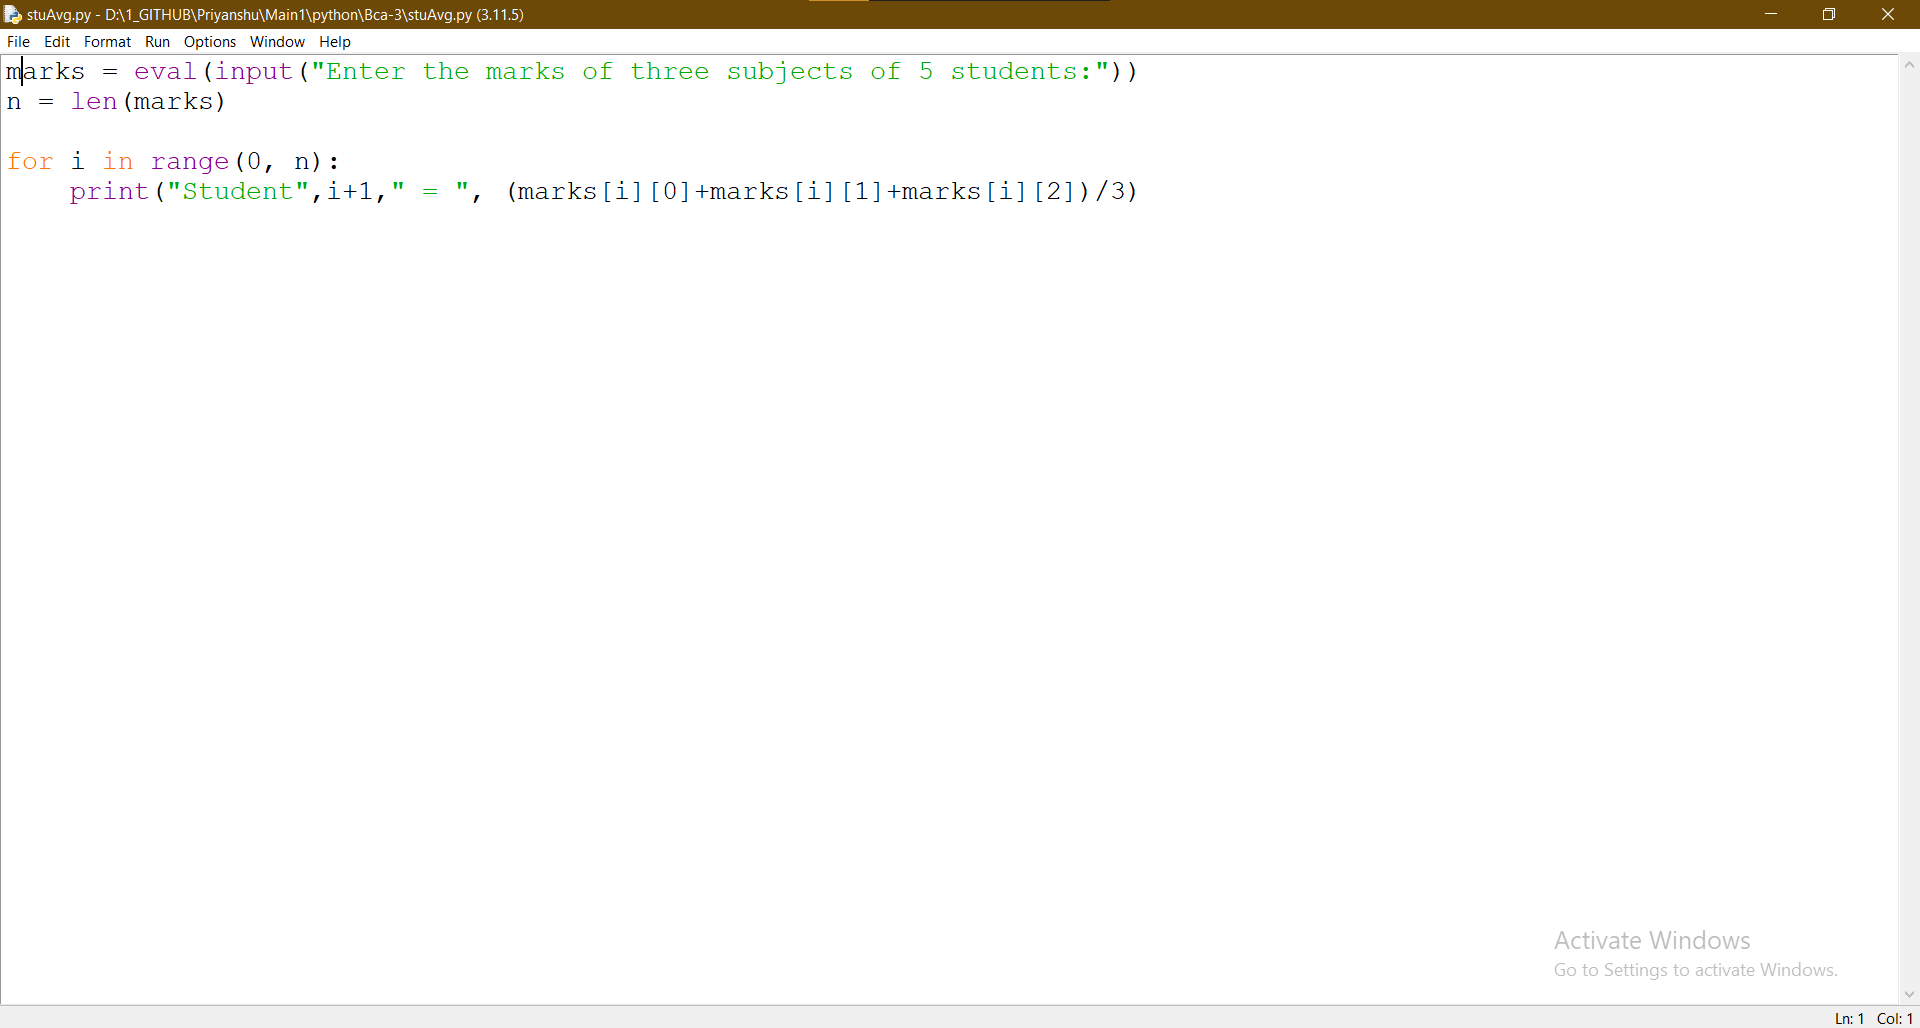 stuAvg.py - D:\1_GITHUB\Priyanshu\Main1\python\Bca-3\stuAvg.py (3.11.5)
File Edit Format Run Options Window Help
marks = eval(input("Enter the marks of three subjects of 5 students:"))
n = len(marks)
for i in range(0, n):
    print("Student",i+1," = ", (marks[i][0]+marks[i][1]+marks[i][2])/3)
Activate Windows
Go to Settings to activate Windows.
Ln: 1 Col: 1